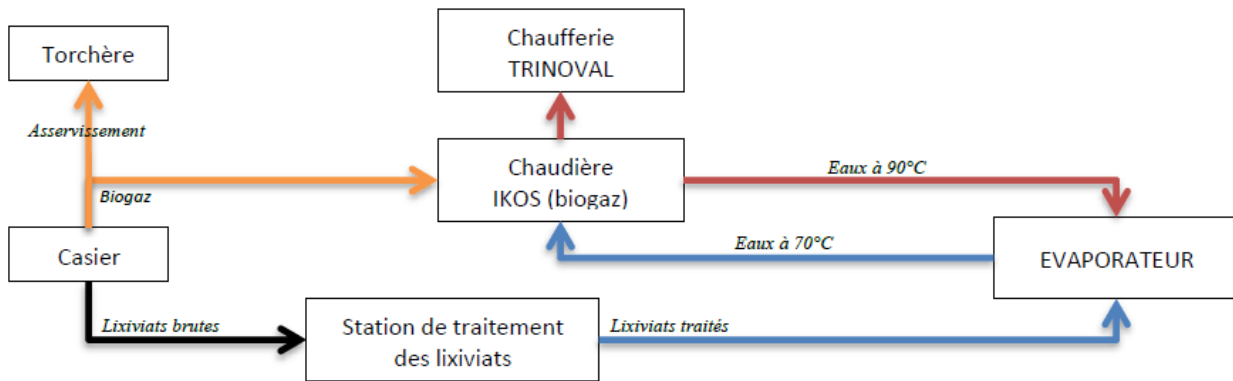 Torchère
Chaufferie
TRINOVAL
Asservissement
Biogaz
Chaudière
IKOS (biogaz)
Eaux à 90°C
Eaux à 70°C
Casier
EVAPORATEUR
Lixiviats brutes
Station de traitement
des lixiviats
Lixiviats traités